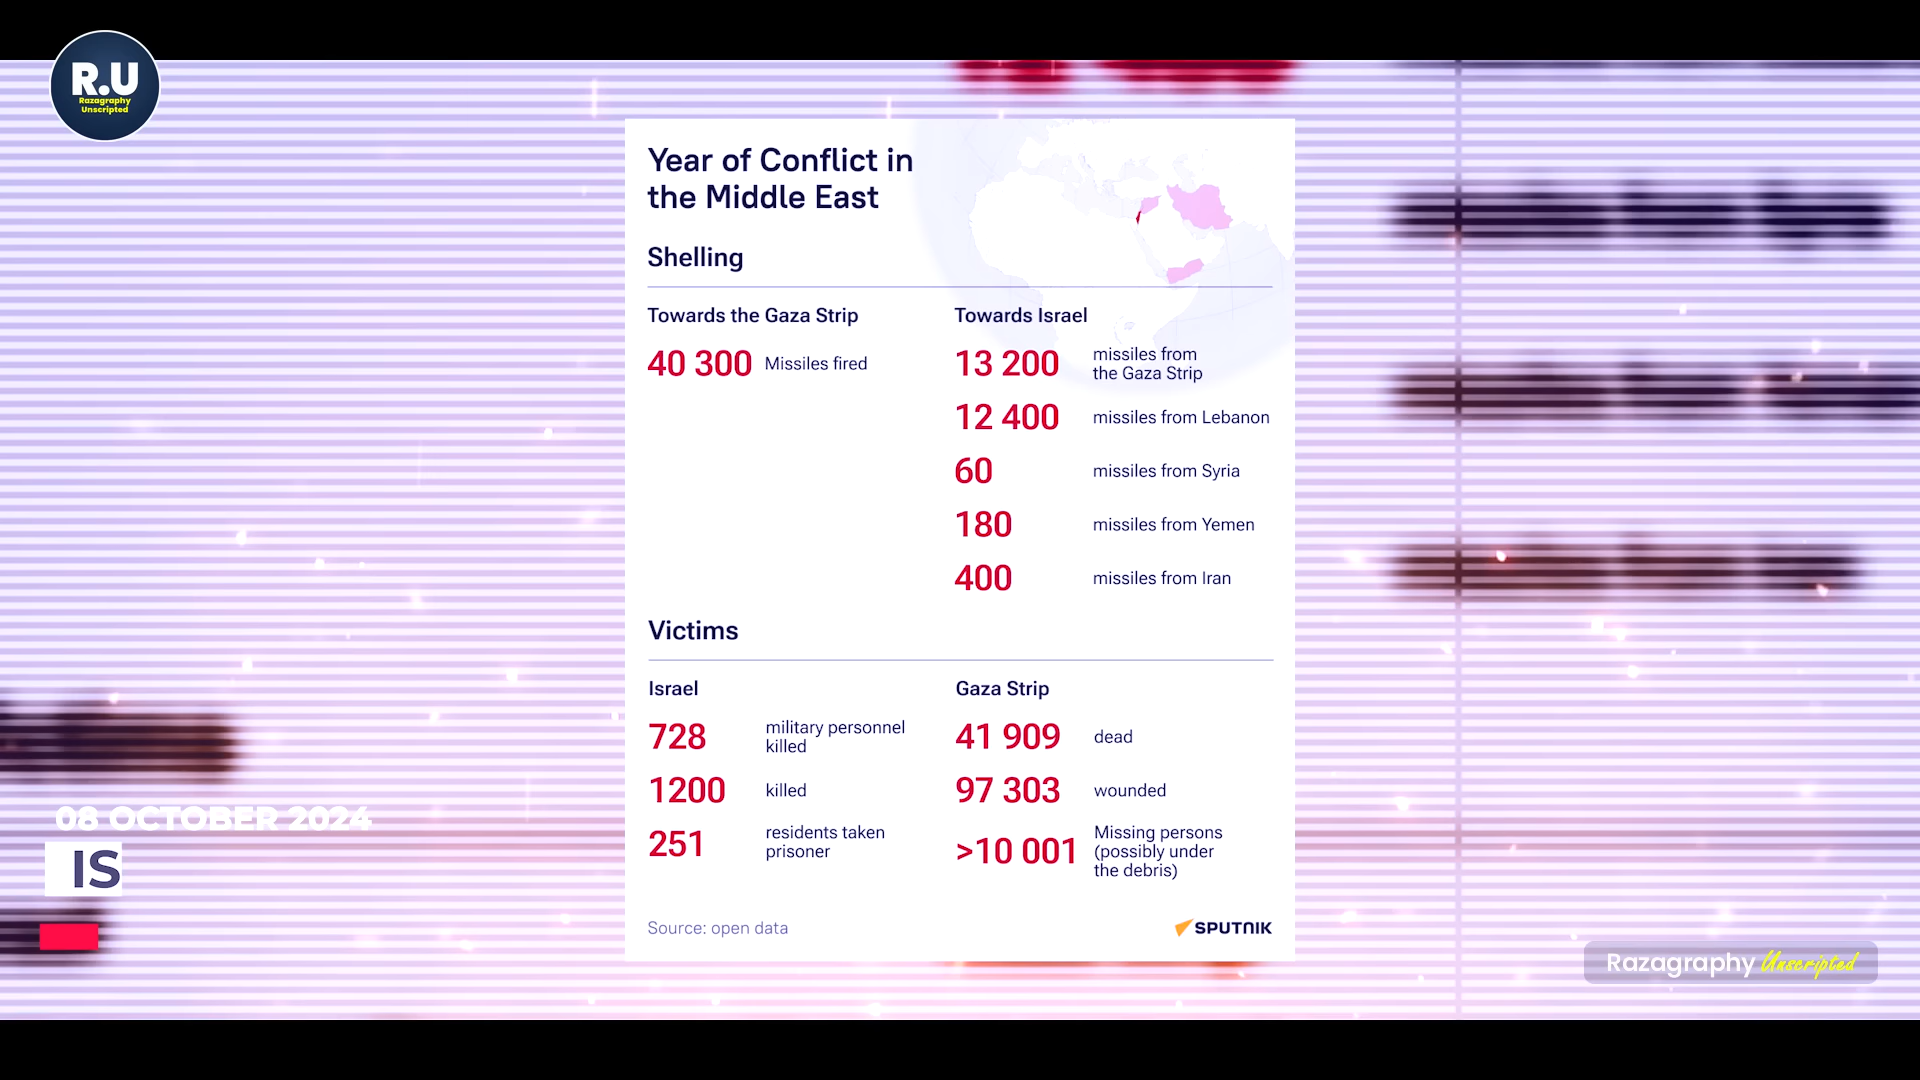 R.U
Razagraphy
Unscripted
Year of Conflict in
the Middle East
Shelling
Towards the Gaza Strip
40 300 Missiles fired
Towards Israel
13 200 missiles from
the Gaza Strip
12 400 missiles from Lebanon
60 missiles from Syria
180 missiles from Yemen
400 missiles from Iran
Victims
Israel
728 military personnel
killed
1200 killed
251 residents taken
prisoner
Gaza Strip
41 909 dead
97 303 wounded
>10 001 Missing persons
(possibly under
the debris)
Source: open data
SPUTNIK
08 OCTOBER 2024
IS
Razagraphy Unscripted